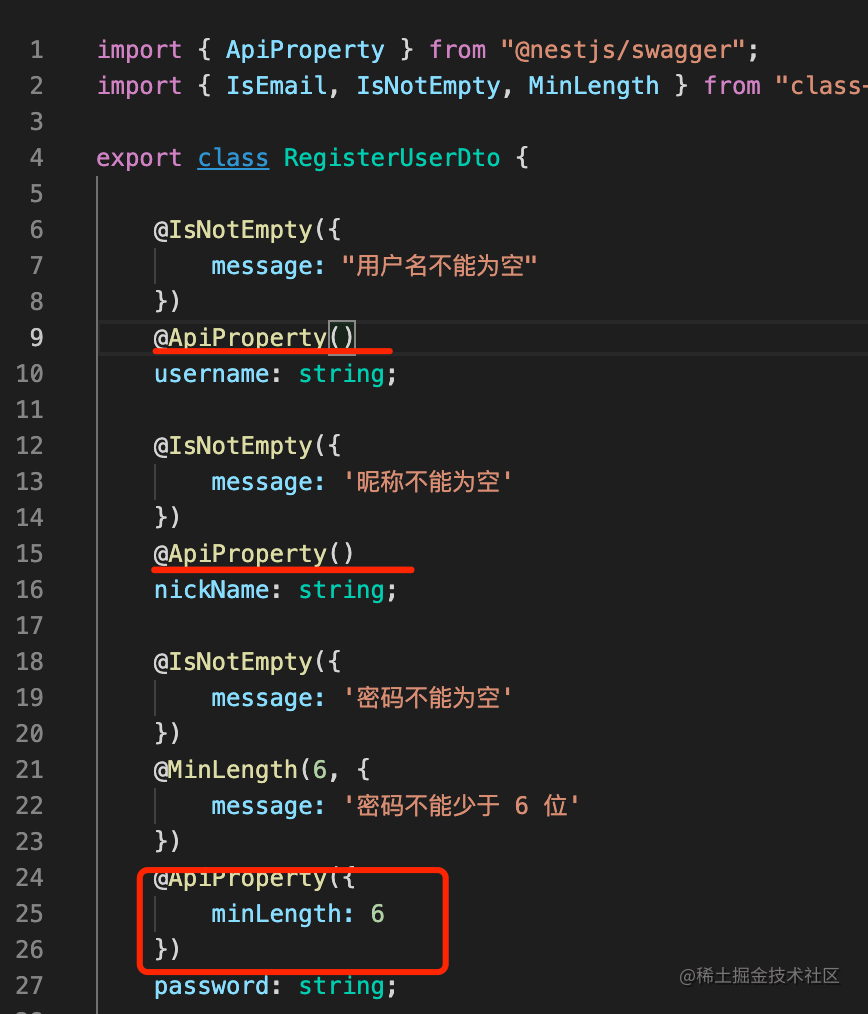 1 import { ApiProperty } from "@nestjs/swagger";
2 import { IsEmail, IsNotEmpty, MinLength } from "class-
3
4 export class RegisterUserDto {
5
6 @IsNotEmpty({
7 message: "用户名不能为空"
8 })
9 @ApiProperty()
10 username: string;
11
12 @IsNotEmpty({
13 message: '昵称不能为空'
14 })
15 @ApiProperty()
16 nickName: string;
17
18 @IsNotEmpty({
19 message: '密码不能为空'
20 })
21 @MinLength(6, {
22 message: '密码不能少于 6 位'
23 })
24 @ApiProperty({
25 minLength: 6
26 })
27 password: string;
@稀土掘金技术社区